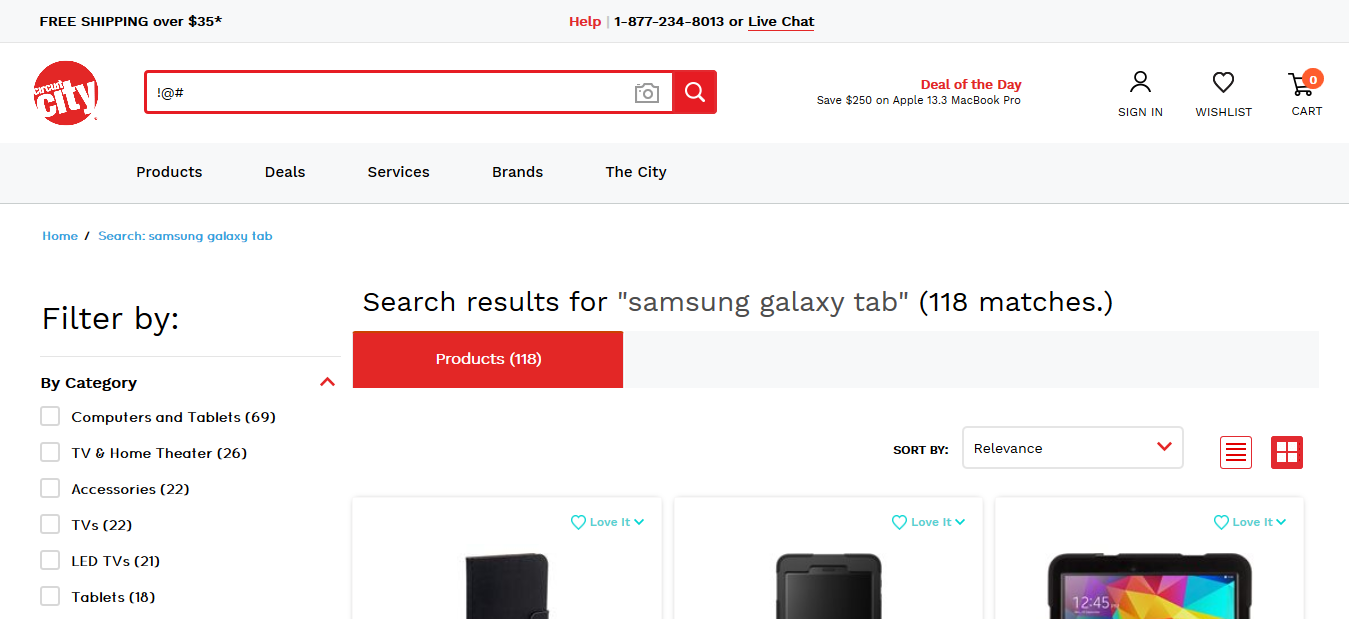 FREE SHIPPING over $35*
Help | 1-877-234-8013 or Live Chat
circuit city
!@#
Deal of the Day
Save $250 on Apple 13.3 MacBook Pro
SIGN IN
WISHLIST
0
CART
Products
Deals
Services
Brands
The City
Home / Search: samsung galaxy tab
Filter by:
Search results for "samsung galaxy tab" (118 matches.)
Products (118)
By Category
Computers and Tablets (69)
TV & Home Theater (26)
Accessories (22)
TVs (22)
LED TVs (21)
Tablets (18)
SORT BY:
Relevance
Love It
Love It
Love It
12:45